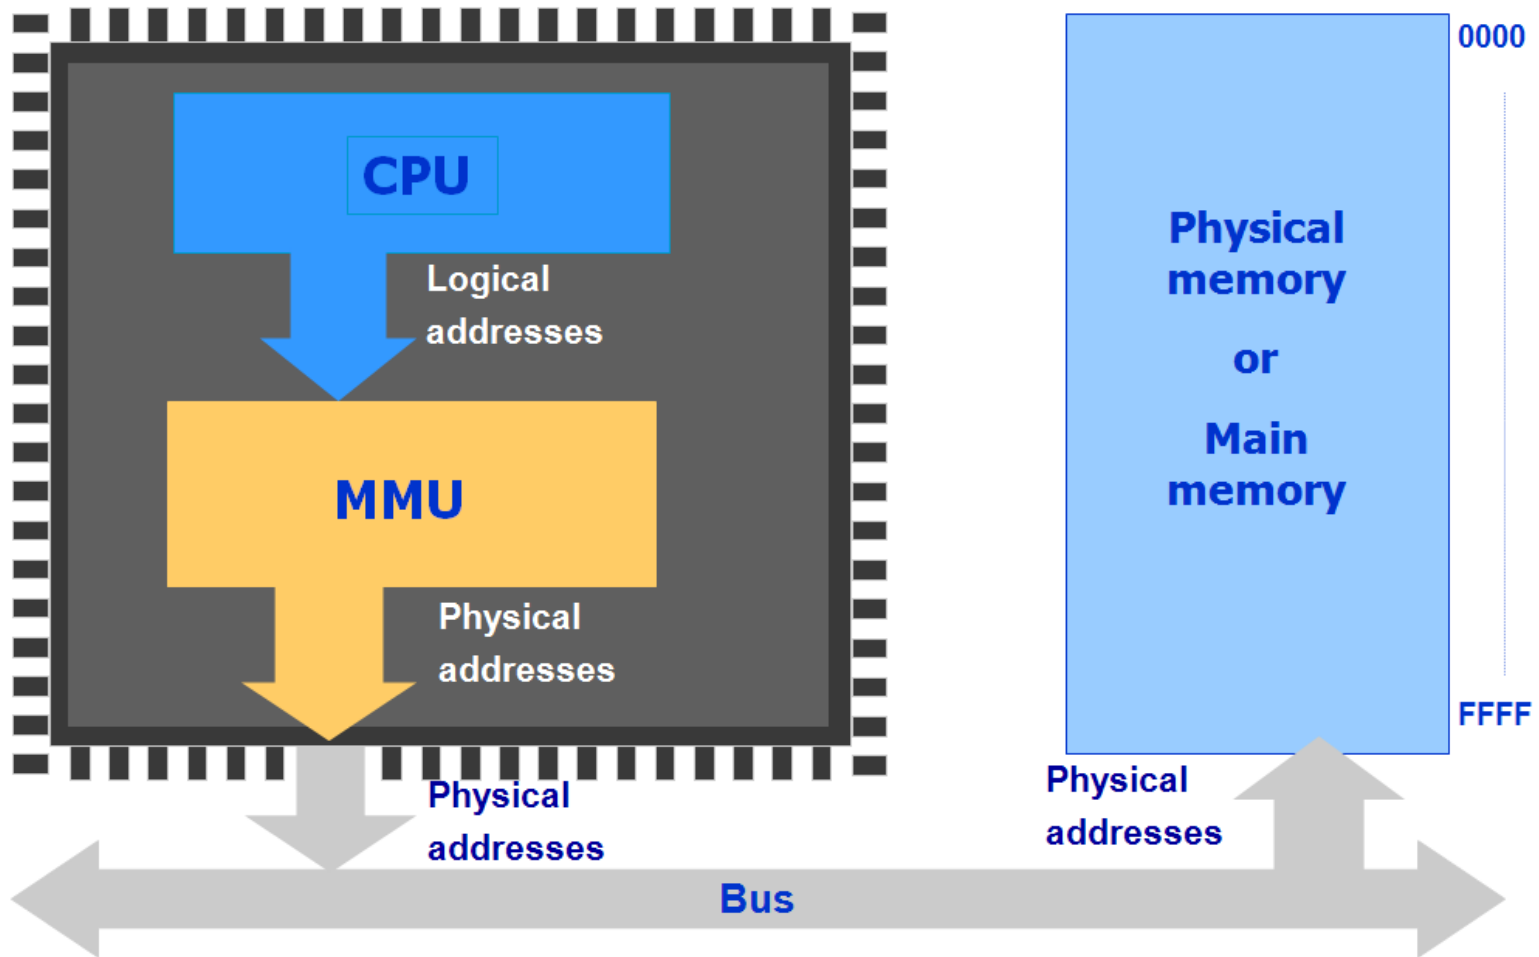 CPU
Logical
addresses
MMU
Physical
addresses
Physical
addresses
Bus
Physical
memory
or
Main
memory
0000
FFFF
Physical
addresses